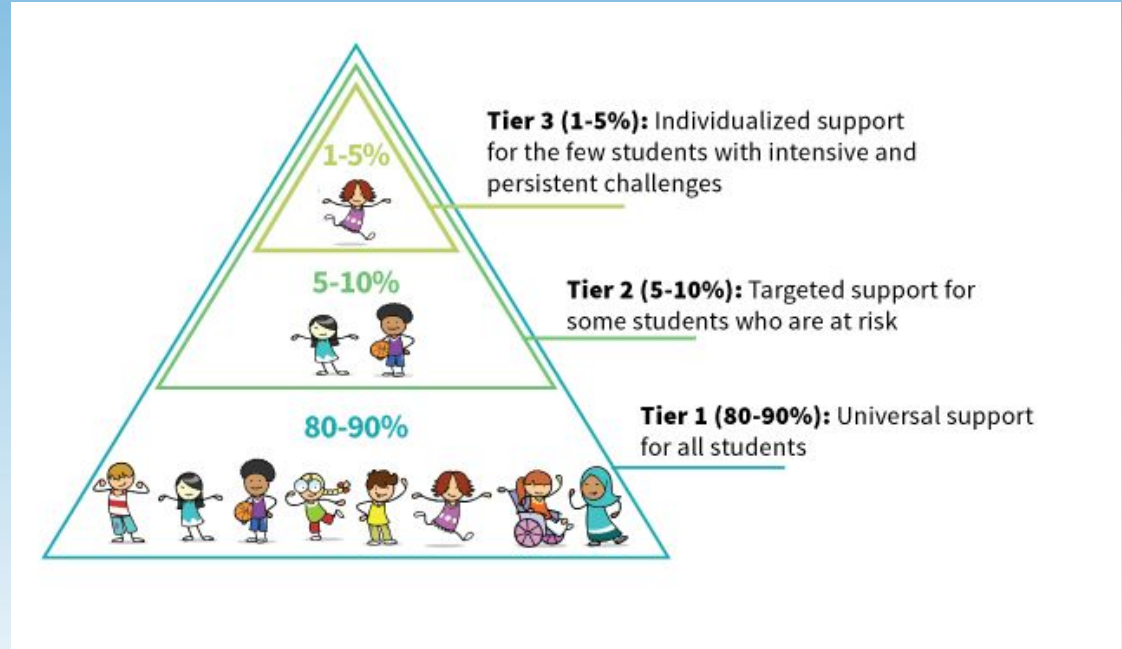 1-5%
Tier 3 (1-5%): Individualized support
for the few students with intensive and
persistent challenges
5-10%
Tier 2 (5-10%): Targeted support for
some students who are at risk
80-90%
Tier 1 (80-90%): Universal support
for all students